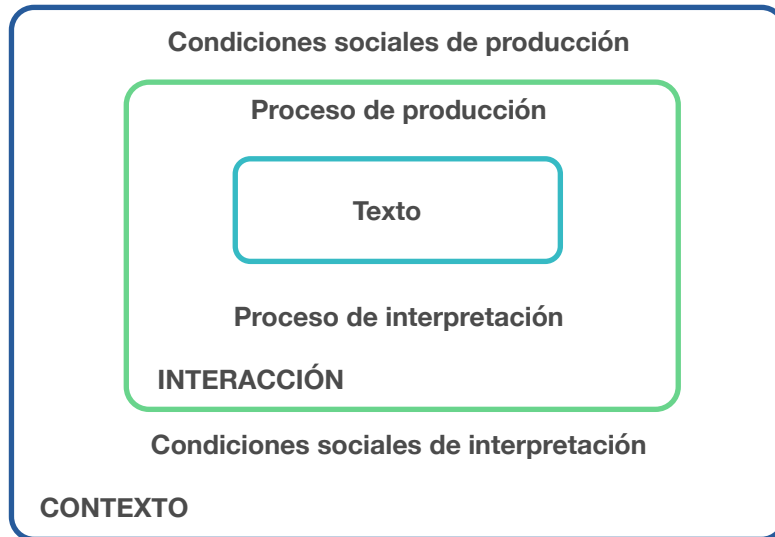 Condiciones sociales de producción
Proceso de producción
Texto
Proceso de interpretación
INTERACCIÓN
Condiciones sociales de interpretación
CONTEXTO